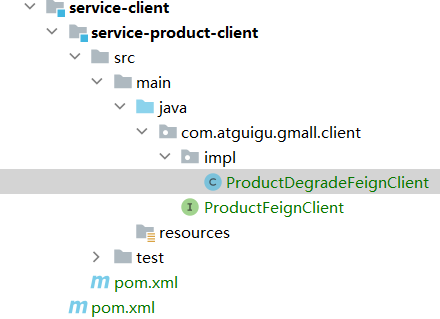 service-client
service-product-client
src
main
java
com.atguigu.gmall.client
impl
C ProductDegradeFeignClient
I ProductFeignClient
resources
test
m pom.xml
m pom.xml